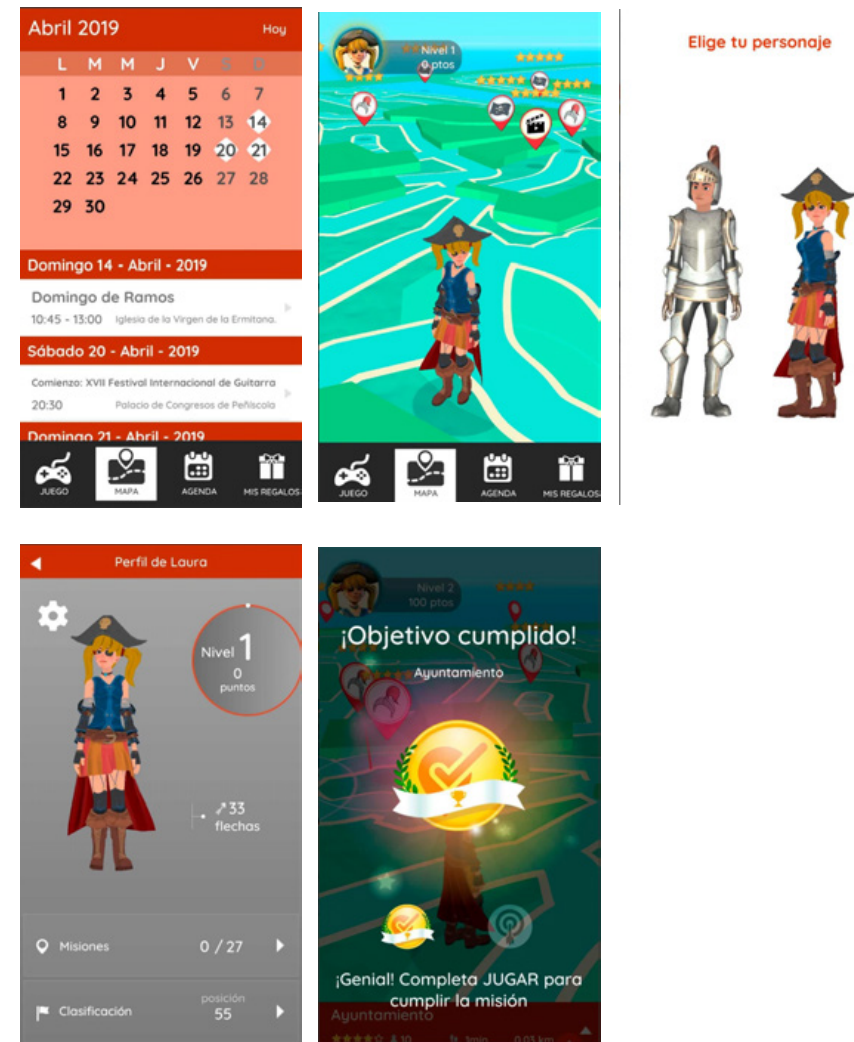 Abril 2019 Hoy
L M M J V S D
1 2 3 4 5 6 7
8 9 10 11 12 13 14
15 16 17 18 19 20 21
22 23 24 25 26 27 28
29 30
Domingo 14 - Abril - 2019
Domingo de Ramos
10:45 - 13:00 Iglesia de la Virgen de la Ermitana.
Sábado 20 - Abril - 2019
Comienzo: XVII Festival Internacional de Guitarra
20:30 Palacio de Congresos de Peñíscola
Domingo 21 - Abril - 2019
JUEGO MAPA AGENDA MIS REGALOS
Nivel 1
0 ptos
JUEGO MAPA AGENDA MIS REGALOS
Elige tu personaje
Perfil de Laura
Nivel 1
0
puntos
33
flechas
Misiones 0 / 27
posición
Clasificación 55
Nivel 2
100 ptos
¡Objetivo cumplido!
Ayuntamiento
¡Genial! Completa JUGAR para
cumplir la misión
Ayuntamiento
10 1min 0,03 km